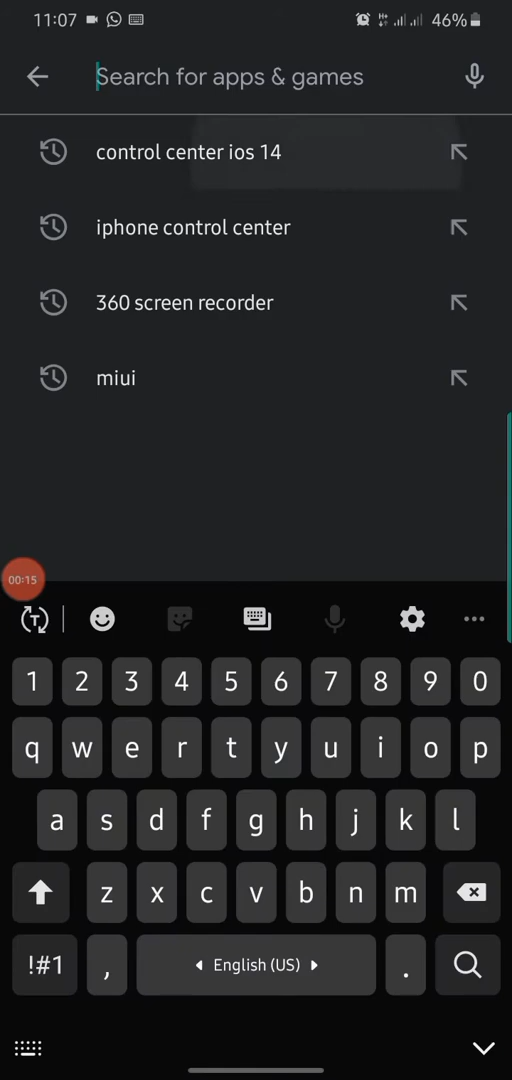 11:07 46%
Search for apps & games
control center ios 14
iphone control center
360 screen recorder
miui
00:15
T
1 2 3 4 5 6 7 8 9 0
q w e r t y u i o p
a s d f g h j k l
z x c v b n m
!#1 , English (US) .